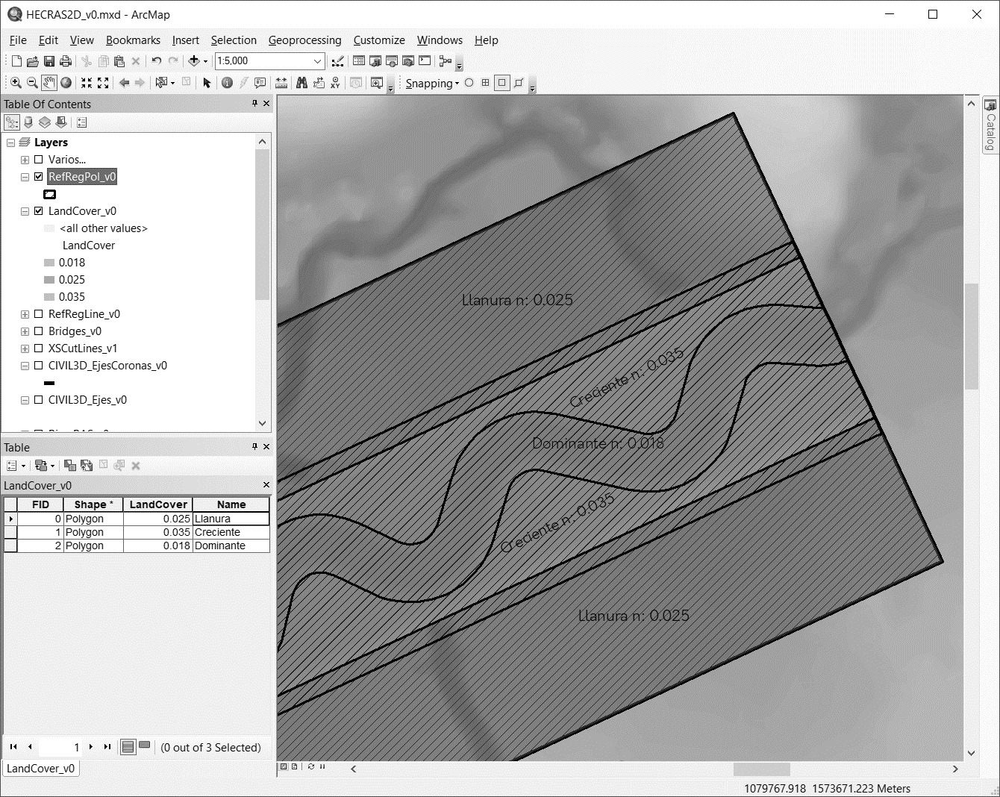 HECRAS2D_v0.mxd - ArcMap
File Edit View Bookmarks Insert Selection Geoprocessing Customize Windows Help
1:5,000
Snapping
Table Of Contents
Layers
Varios...
RefRegPol_v0
LandCover_v0
<all other values>
LandCover
0.018
0.025
0.035
RefRegLine_v0
Bridges_v0
XSCutLines_v1
CIVIL3D_EjesCoronas_v0
CIVIL3D_Ejes_v0
Table
LandCover_v0
FID Shape * LandCover Name
0 Polygon 0.025 Llanura
1 Polygon 0.035 Creciente
2 Polygon 0.018 Dominante
1 (0 out of 3 Selected)
LandCover_v0
Llanura n: 0.025
Creciente n: 0.035
Dominante n: 0.018
Creciente n: 0.035
Llanura n: 0.025
Catalog
1079767.918 1573671.223 Meters